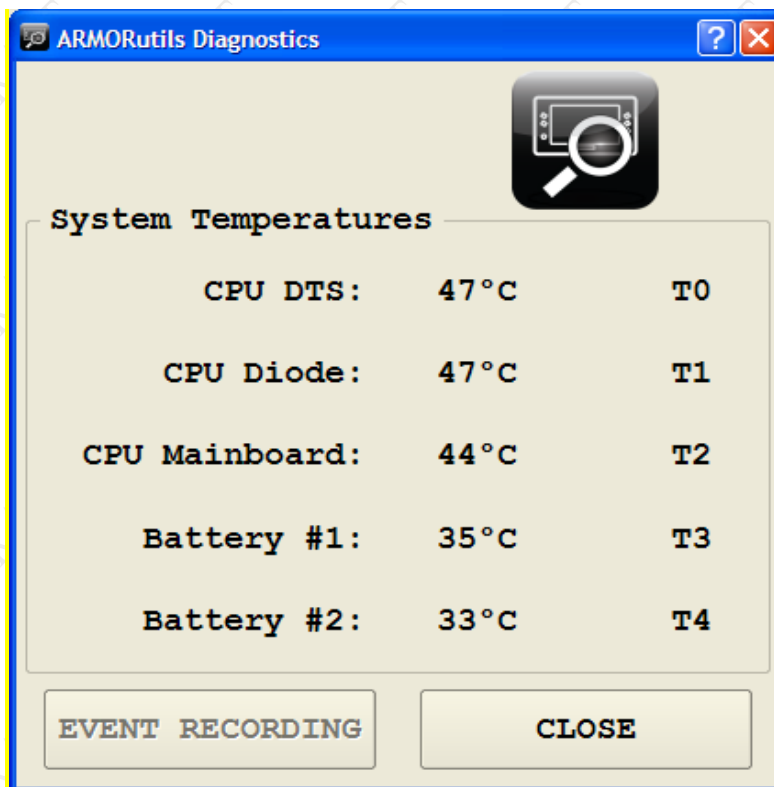 ARMORutils Diagnostics
System Temperatures
CPU DTS: 47°C T0
CPU Diode: 47°C T1
CPU Mainboard: 44°C T2
Battery #1: 35°C T3
Battery #2: 33°C T4
EVENT RECORDING CLOSE